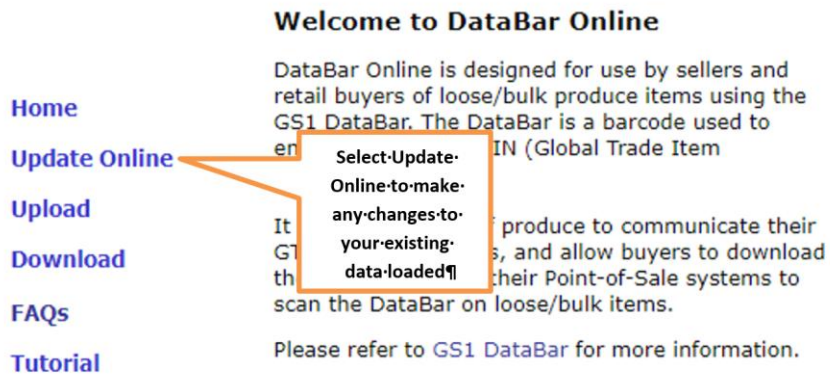 Welcome to DataBar Online
DataBar Online is designed for use by sellers and
retail buyers of loose/bulk produce items using the
GS1 DataBar. The DataBar is a barcode used to
IN (Global Trade Item
It
produce to communicate their
, and allow buyers to download
their Point-of-Sale systems to
scan the DataBar on loose/bulk items.
Please refer to GS1 DataBar for more information.
Home
Update Online
Upload
Download
FAQs
Tutorial
Select·Update·
Online·to·make·
any·changes·to·
your·existing·
data·loaded¶